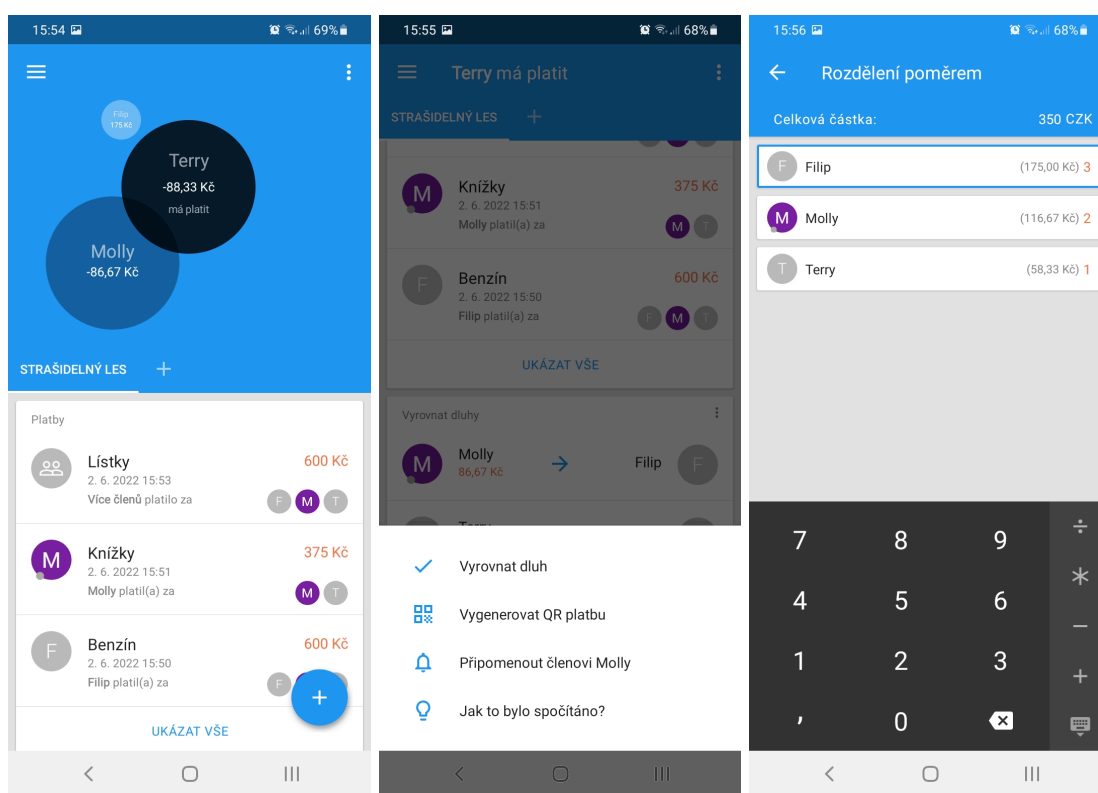 15:54
69%
Filip
175 Kč
Terry
-88,33 Kč
má platit
Molly
-86,67 Kč
STRAŠIDELNÝ LES +
Platby
Lístky 600 Kč
2. 6. 2022 15:53
Více členů platilo za F M T
M Knížky 375 Kč
2. 6. 2022 15:51
Molly platil(a) za M T
F Benzín 600 Kč
2. 6. 2022 15:50
Filip platil(a) za F
+
UKÁZAT VŠE
15:55
68%
Terry má platit
STRAŠIDELNÝ LES +
M Knížky 375 Kč
2. 6. 2022 15:51
Molly platil(a) za M T
F Benzín 600 Kč
2. 6. 2022 15:50
Filip platil(a) za F M T
UKÁZAT VŠE
Vyrovnat dluhy
M Molly → Filip F
86,67 Kč
Vyrovnat dluh
Vygenerovat QR platbu
Připomenout členovi Molly
Jak to bylo spočítáno?
15:56
68%
← Rozdělení poměrem
Celková částka: 350 CZK
F Filip (175,00 Kč) 3
M Molly (116,67 Kč) 2
T Terry (58,33 Kč) 1
7 8 9 ÷
*
4 5 6
−
1 2 3 +
, 0